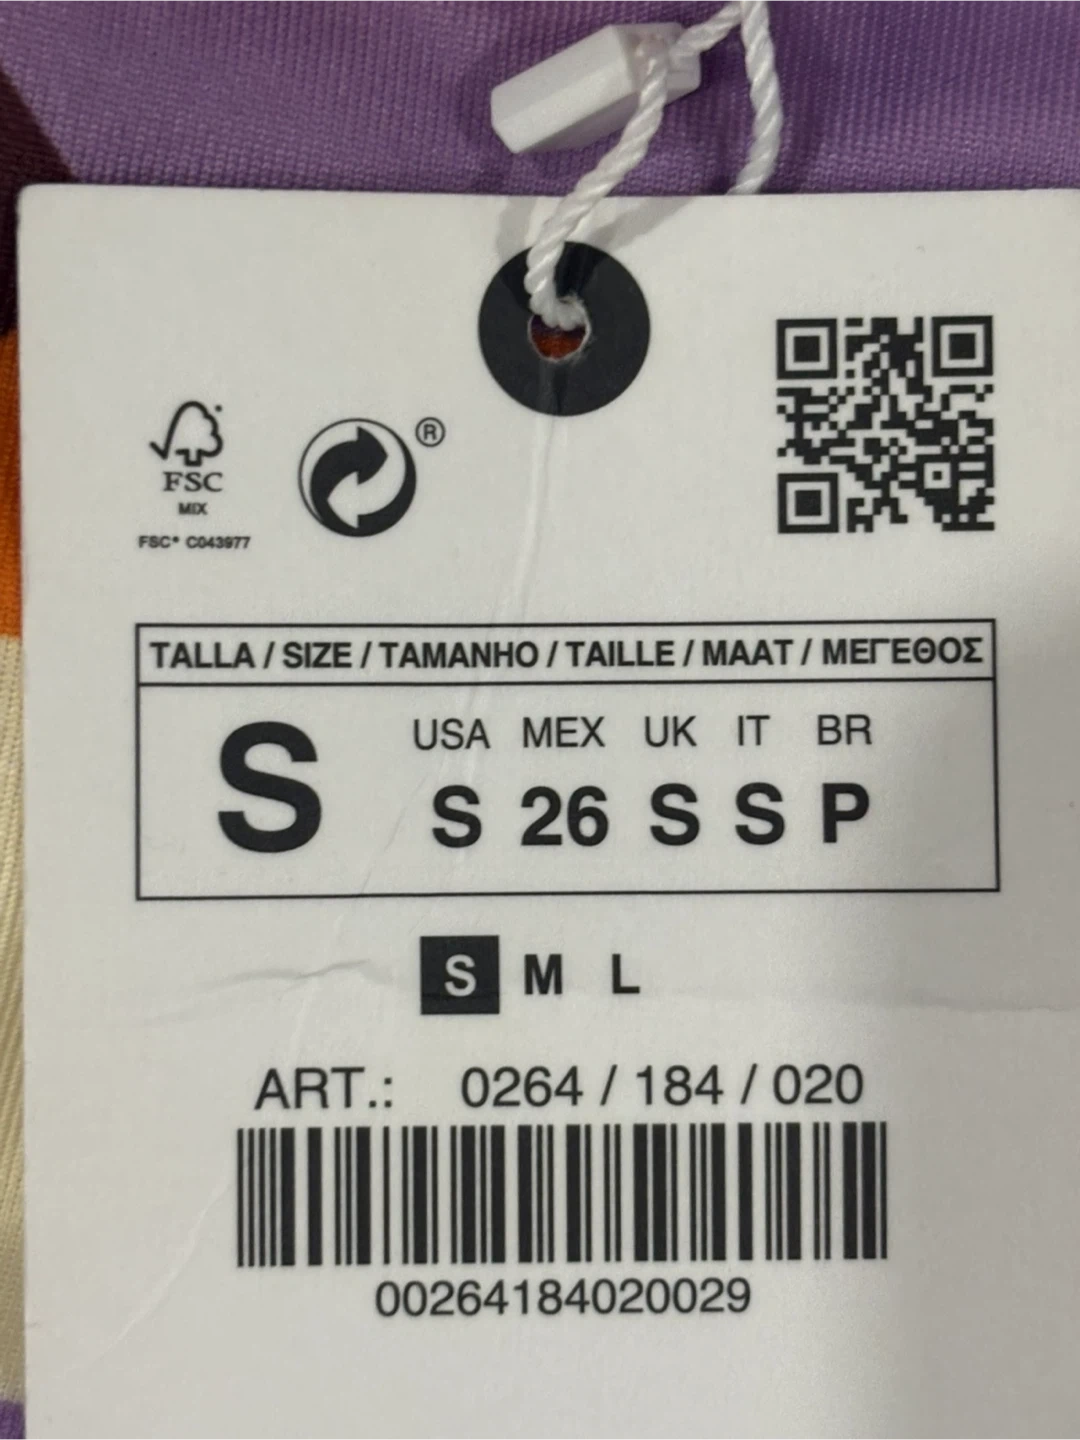 ®
FSC
MIX
FSC® C043977
TALLA / SIZE / TAMANHO / TAILLE / MAAT / ΜΕΓΕΘΟΣ
S
USA MEX UK IT BR
S 26 S S P
S M L
ART.: 0264 / 184 / 020
00264184020029